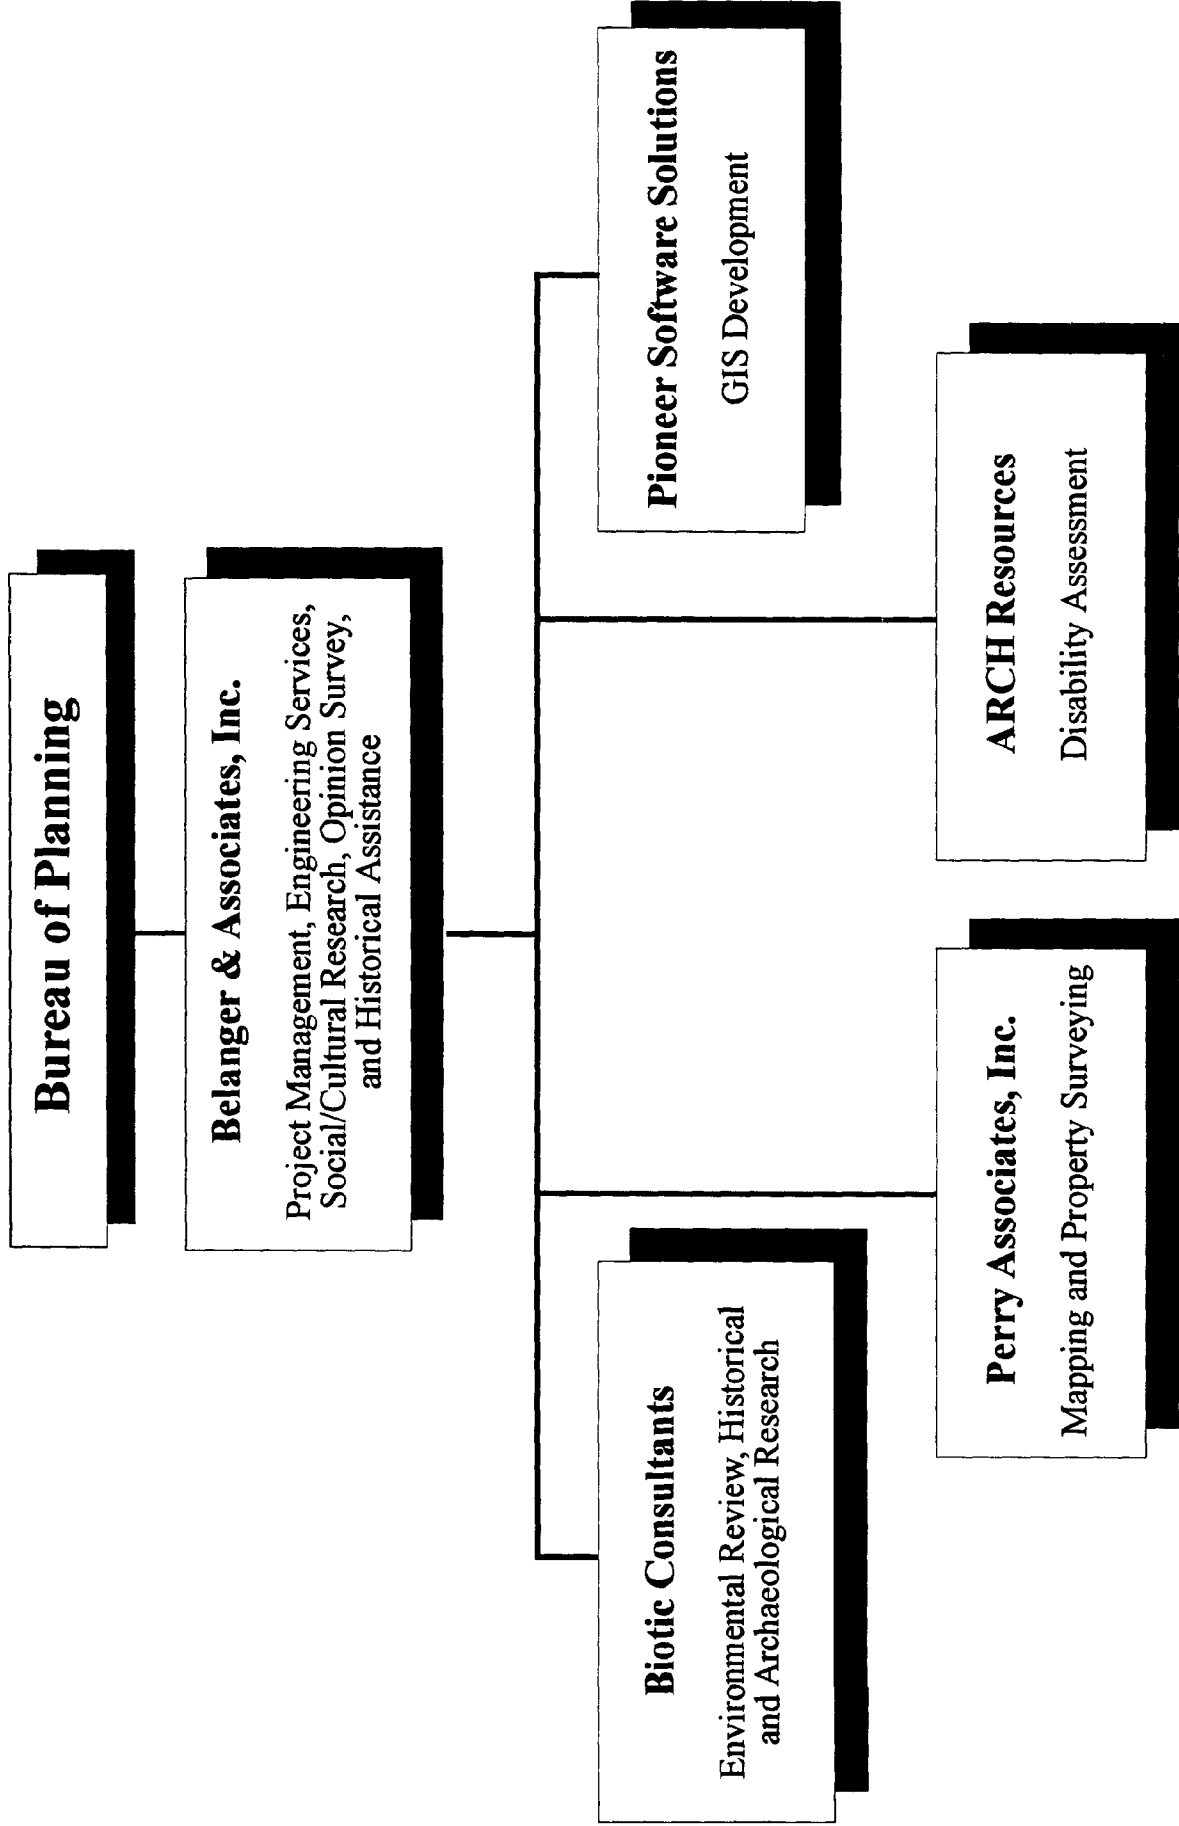 Bureau of Planning
Belanger & Associates, Inc.
Project Management, Engineering Services,
Social/Cultural Research, Opinion Survey,
and Historical Assistance
Biotic Consultants
Environmental Review, Historical
and Archaeological Research
Pioneer Software Solutions
GIS Development
Perry Associates, Inc.
Mapping and Property Surveying
ARCH Resources
Disability Assessment